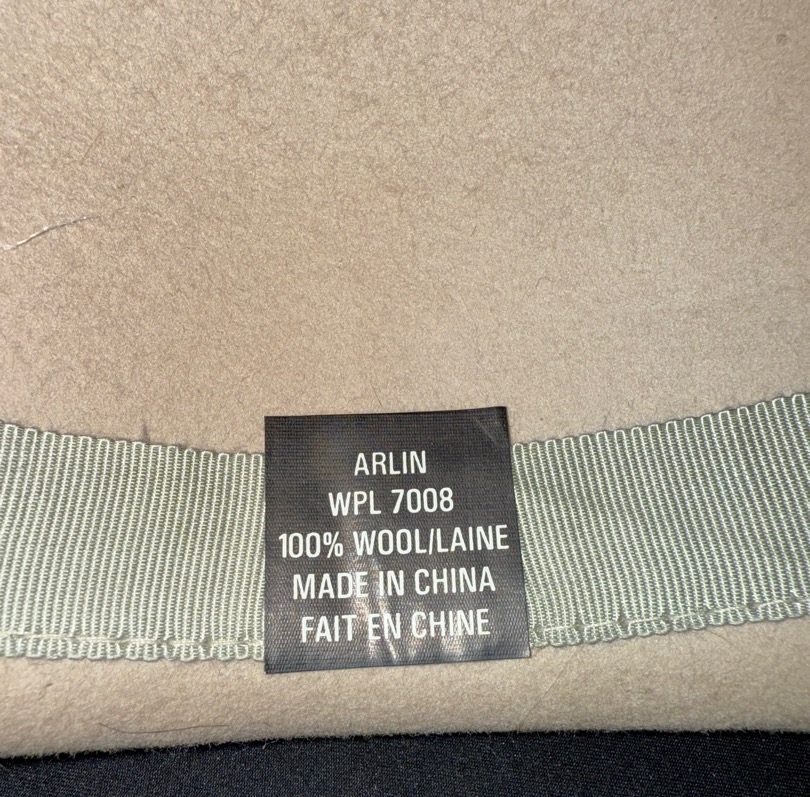 ARLIN
WPL 7008
100% WOOL/LAINE
MADE IN CHINA
FAIT EN CHINE